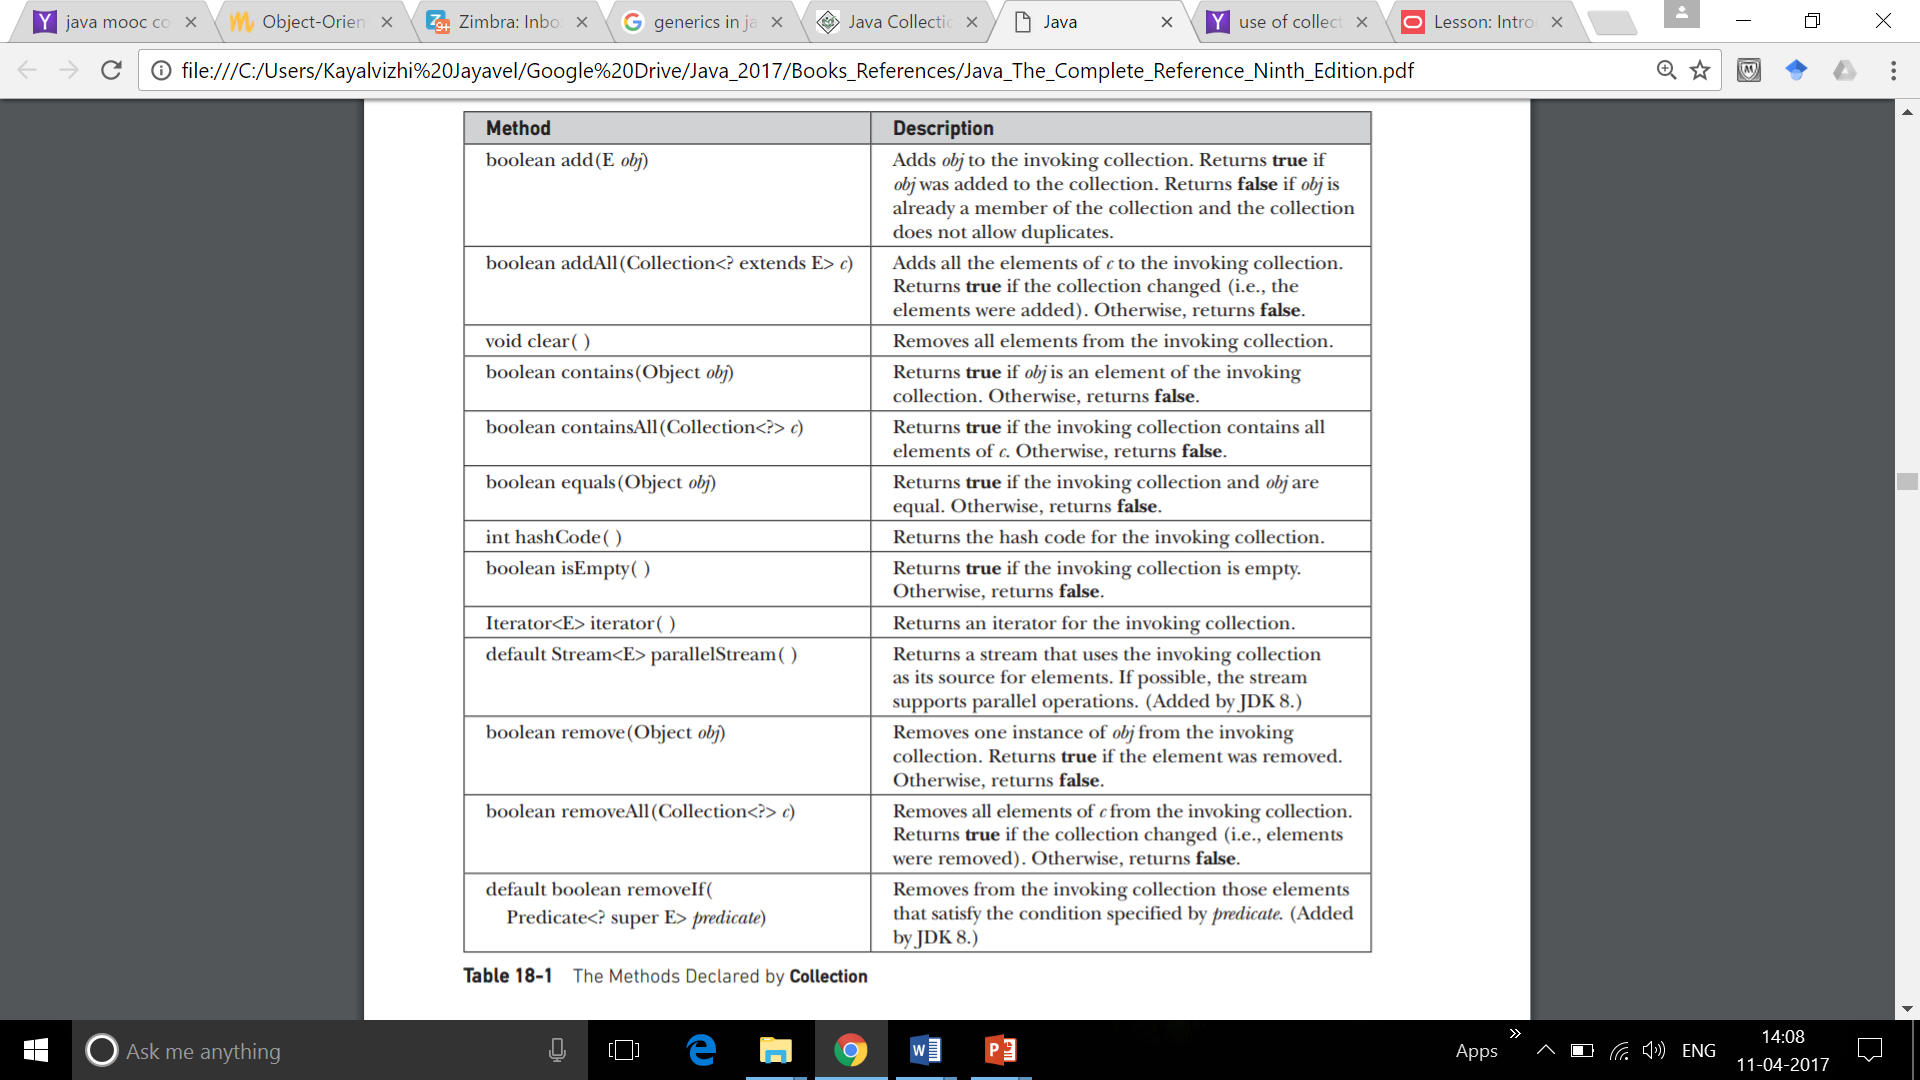 java mooc co
Object-Orien
Zimbra: Inbo
generics in ja
Java Collectio
Java
use of collect
Lesson: Intro
file:///C:/Users/Kayalvizhi%20Jayavel/Google%20Drive/Java_2017/Books_References/Java_The_Complete_Reference_Ninth_Edition.pdf
Method Description
boolean add(E obj) Adds obj to the invoking collection. Returns true if
obj was added to the collection. Returns false if obj is
already a member of the collection and the collection
does not allow duplicates.
boolean addAll(Collection<? extends E> c) Adds all the elements of c to the invoking collection.
Returns true if the collection changed (i.e., the
elements were added). Otherwise, returns false.
void clear( ) Removes all elements from the invoking collection.
boolean contains(Object obj) Returns true if obj is an element of the invoking
collection. Otherwise, returns false.
boolean containsAll(Collection<?> c) Returns true if the invoking collection contains all
elements of c. Otherwise, returns false.
boolean equals(Object obj) Returns true if the invoking collection and obj are
equal. Otherwise, returns false.
int hashCode( ) Returns the hash code for the invoking collection.
boolean isEmpty( ) Returns true if the invoking collection is empty.
Otherwise, returns false.
Iterator<E> iterator( ) Returns an iterator for the invoking collection.
default Stream<E> parallelStream( ) Returns a stream that uses the invoking collection
as its source for elements. If possible, the stream
supports parallel operations. (Added by JDK 8.)
boolean remove(Object obj) Removes one instance of obj from the invoking
collection. Returns true if the element was removed.
Otherwise, returns false.
boolean removeAll(Collection<?> c) Removes all elements of c from the invoking collection.
Returns true if the collection changed (i.e., elements
were removed). Otherwise, returns false.
default boolean removeIf( Removes from the invoking collection those elements
Predicate<? super E> predicate) that satisfy the condition specified by predicate. (Added
by JDK 8.)
Table 18-1 The Methods Declared by Collection
Ask me anything
Apps
ENG
14:08
11-04-2017